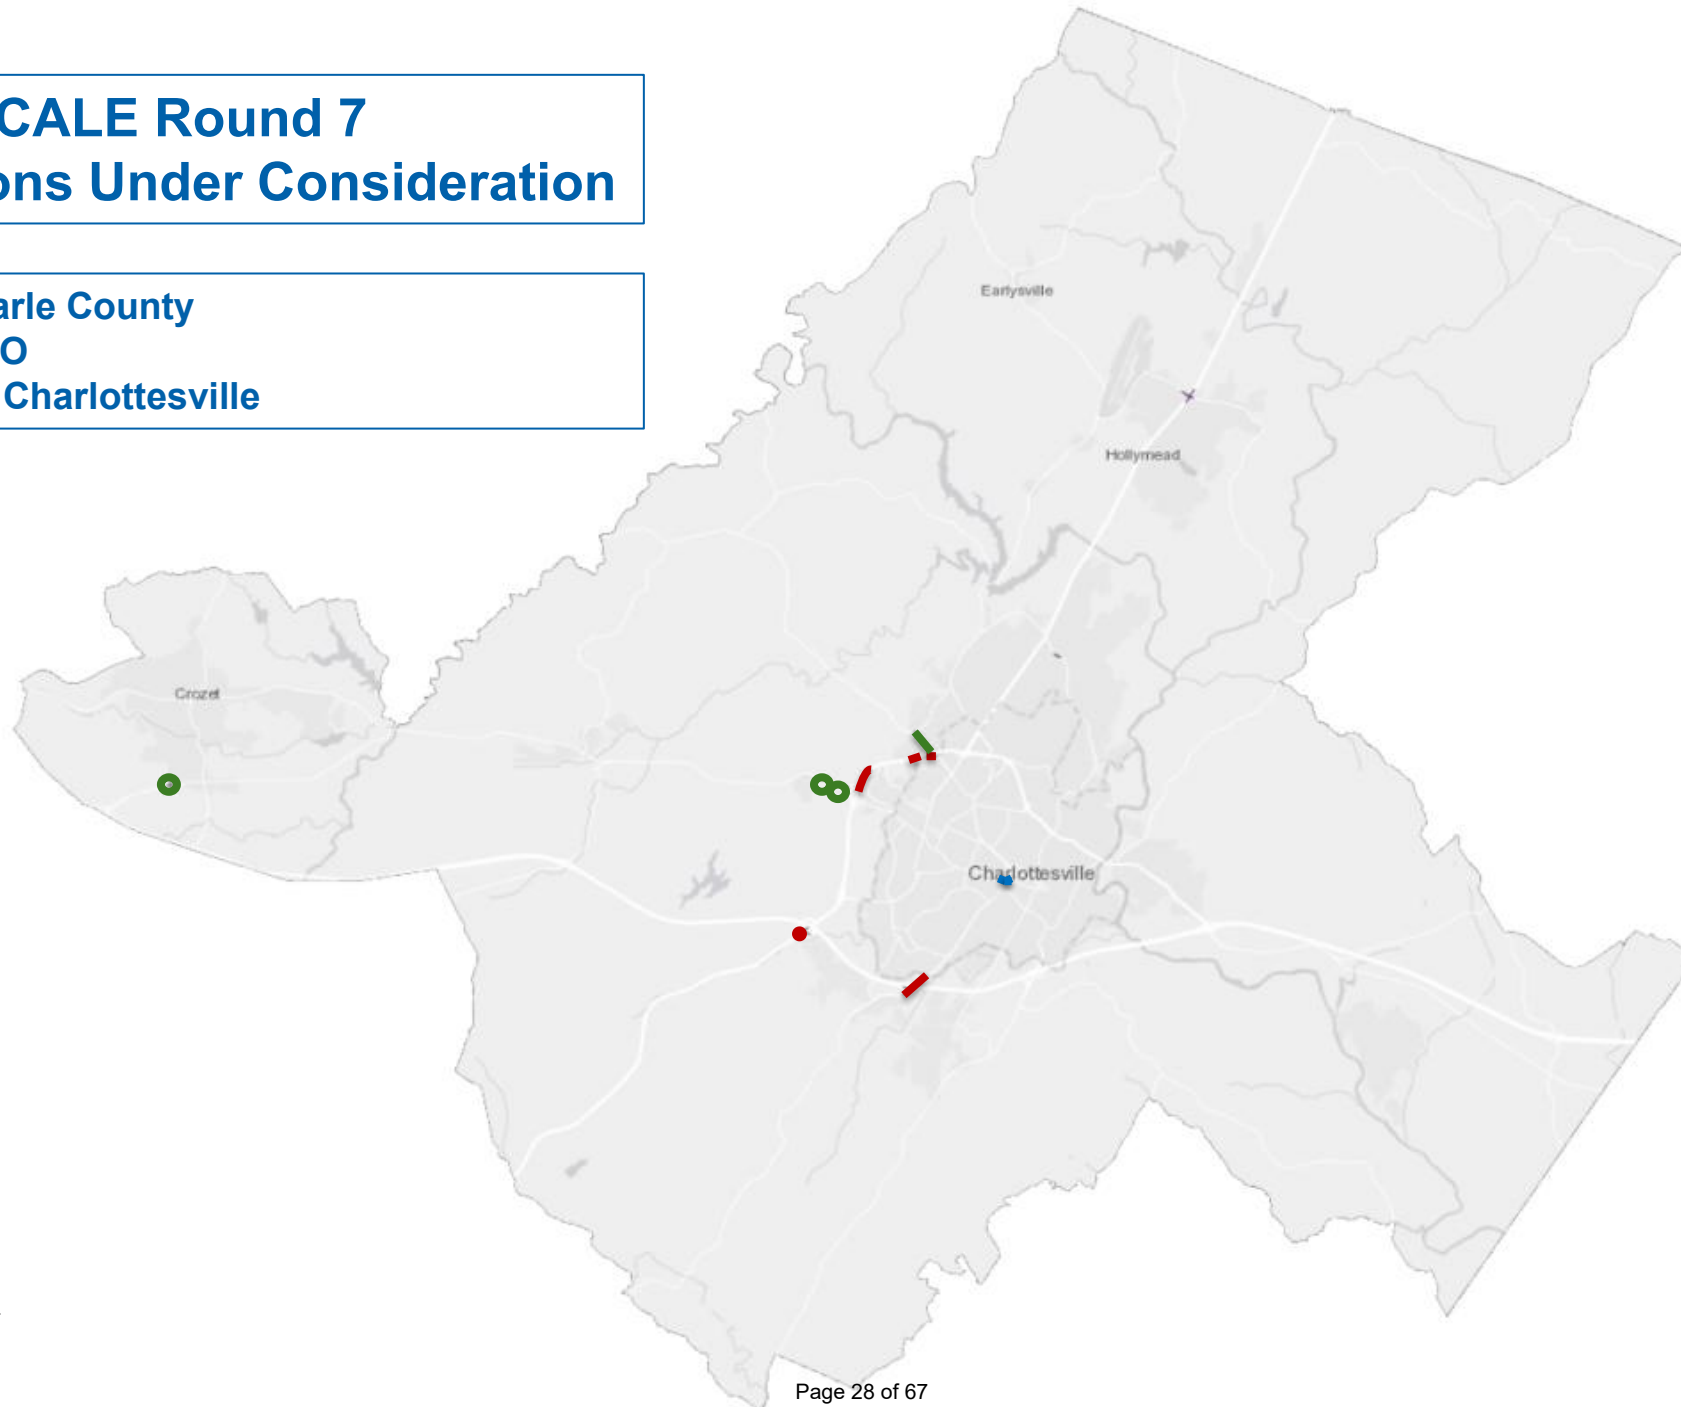 CALE Round 7
ons Under Consideration
arle County
O
Charlottesville
Earlysville
Hollymead
Crozet
Charlottesville
Page 28 of 67